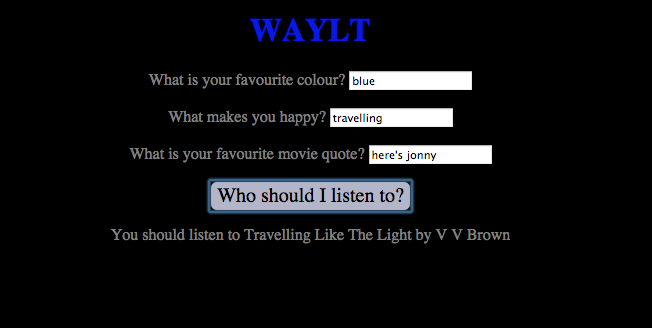 WAYLT
What is your favourite colour? blue
What makes you happy? travelling
What is your favourite movie quote? here's jonny
Who should I listen to?
You should listen to Travelling Like The Light by V V Brown